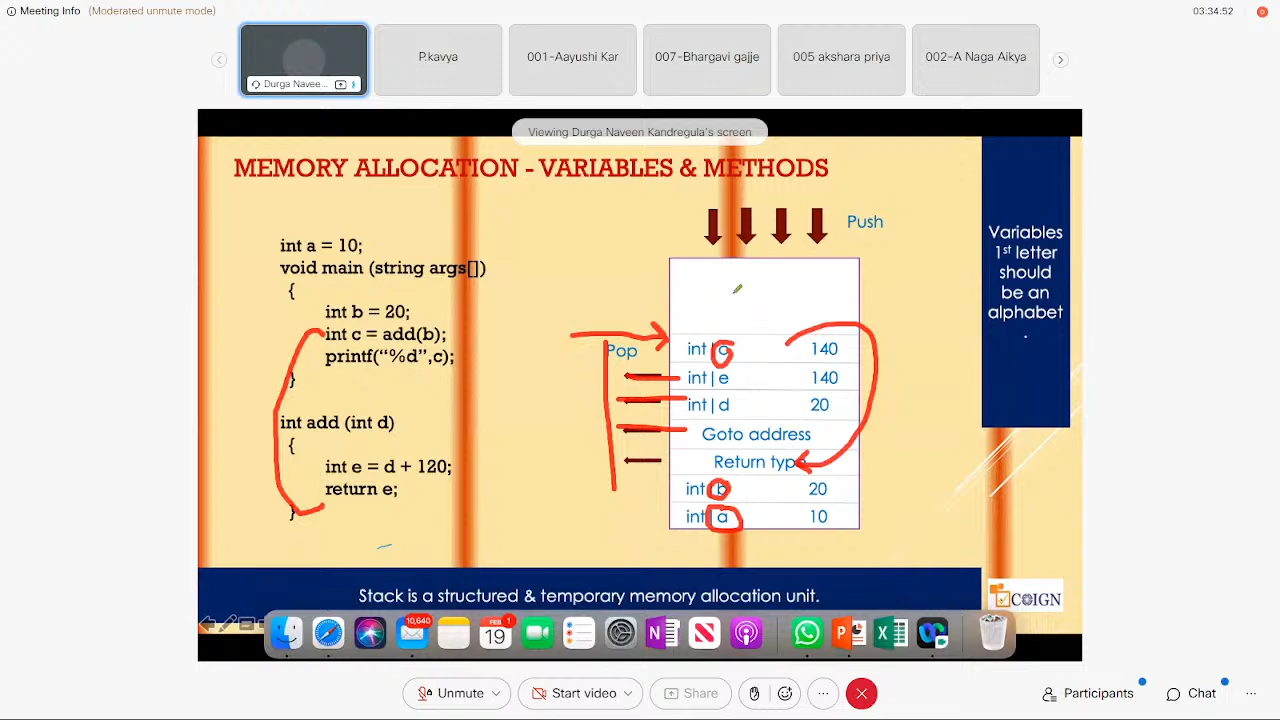 Meeting Info (Moderated unmute mode)
03:34:52
Durga Navee...
P.kavya
001-Aayushi Kar
007-Bhargavi gajje
005 akshara priya
002-A Naga Aikya
Viewing Durga Naveen Kandregula's screen
MEMORY ALLOCATION - VARIABLES & METHODS
int a = 10;
void main (string args[])
{
int b = 20;
int c = add(b);
printf("%d",c);
}
int add (int d)
{
int e = d + 120;
return e;
}
Push
Pop
int| 140
int|e 140
int|d 20
Goto address
Return type
int b 20
int a 10
Variables
1st letter
should
be an
alphabet
.
Stack is a structured & temporary memory allocation unit.
COIGN
10,640
FEB 1
19
Unmute
Start video
Share
Participants
Chat